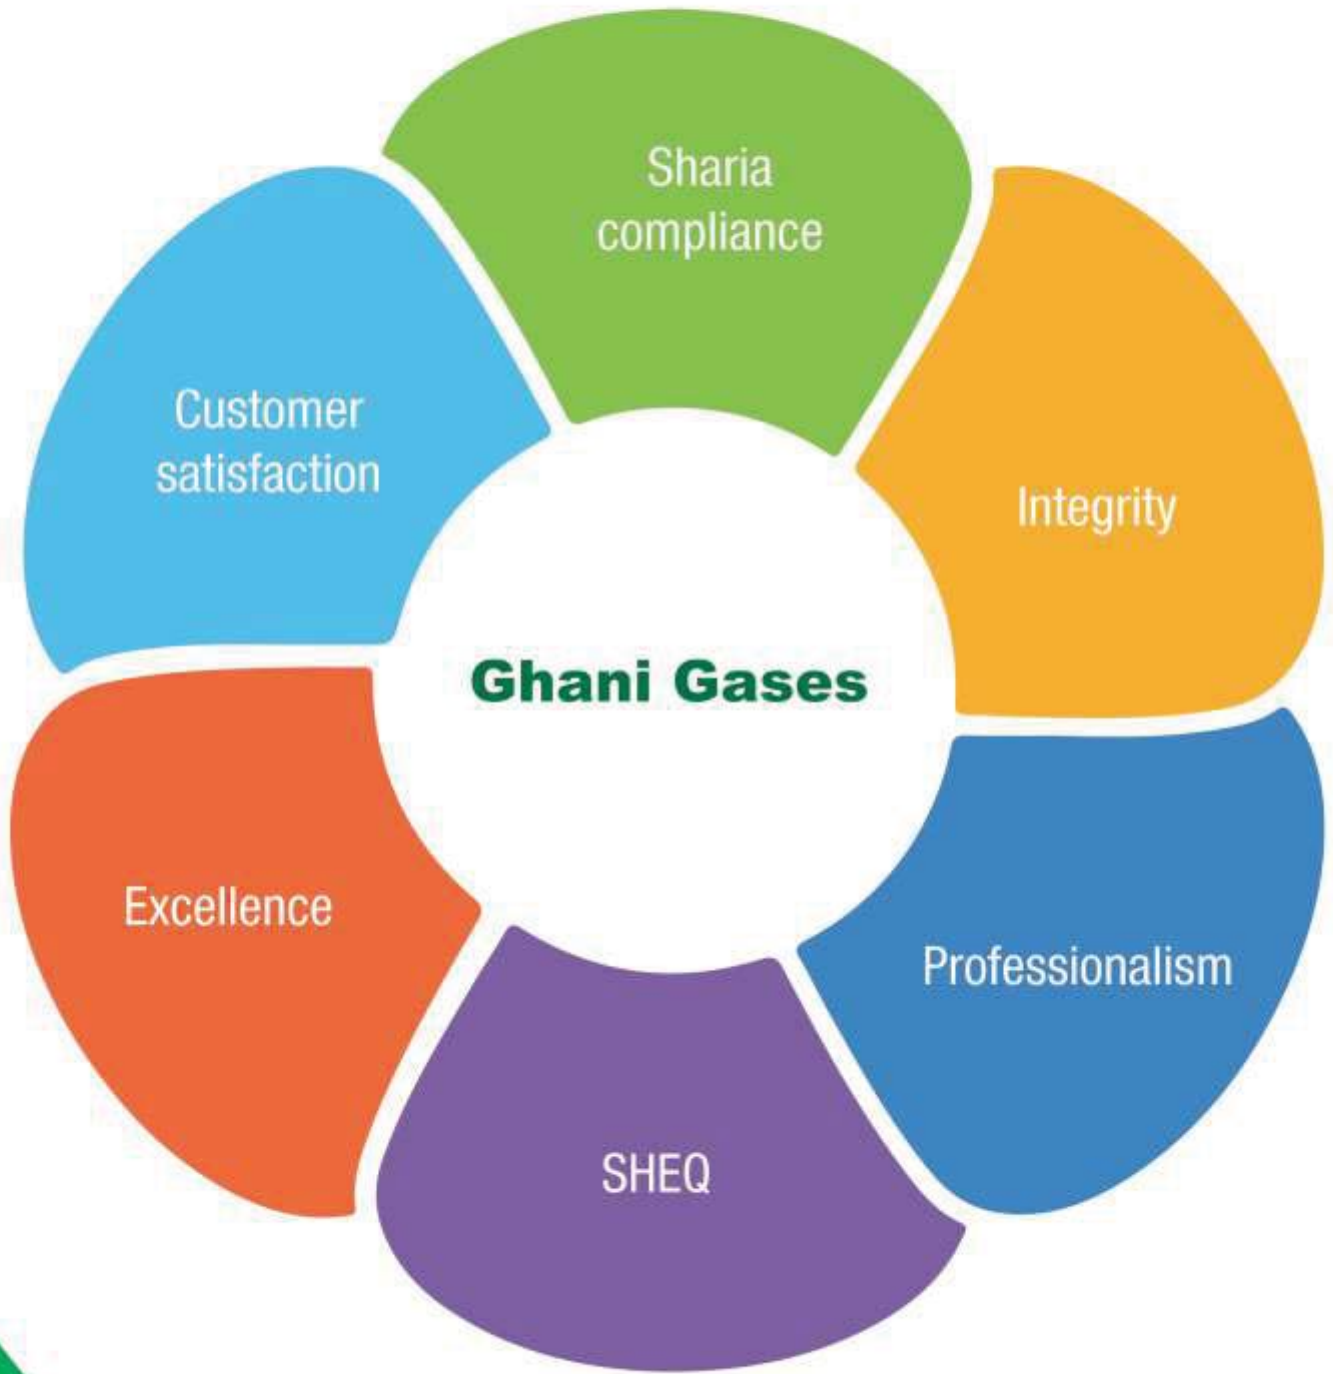 Sharia
compliance
Integrity
Professionalism
SHEQ
Excellence
Customer
satisfaction
Ghani Gases